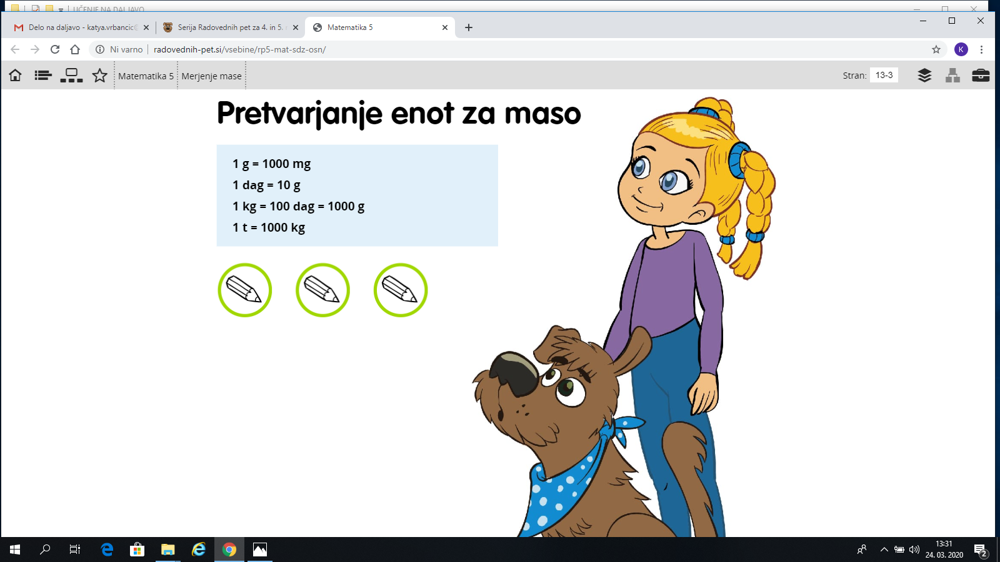 UČENJE NA DALJAVO
Delo na daljavo - katya.vrbancic@
Serija Radovednih pet za 4. in 5.
Matematika 5
Ni varno
radovednih-pet.si/vsebine/rp5-mat-sdz-osn/
K
Matematika 5
Merjenje mase
Stran:
13-3
Pretvarjanje enot za maso
1 g = 1000 mg
1 dag = 10 g
1 kg = 100 dag = 1000 g
1 t = 1000 kg
13:31
24. 03. 2020
2